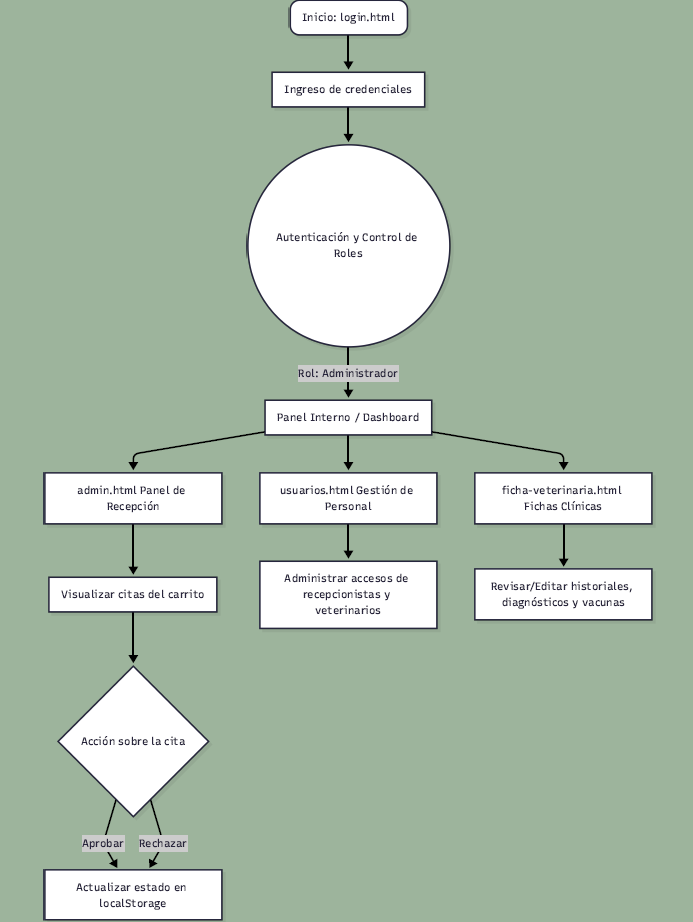 Inicio: login.html
Ingreso de credenciales
Autenticación y Control de
Roles
Rol: Administrador
Panel Interno / Dashboard
admin.html Panel de
Recepción
usuarios.html Gestión de
Personal
ficha-veterinaria.html
Fichas Clínicas
Visualizar citas del carrito
Administrar accesos de
recepcionistas y
veterinarios
Revisar/Editar historiales,
diagnósticos y vacunas
Acción sobre la cita
Aprobar
Rechazar
Actualizar estado en
localStorage